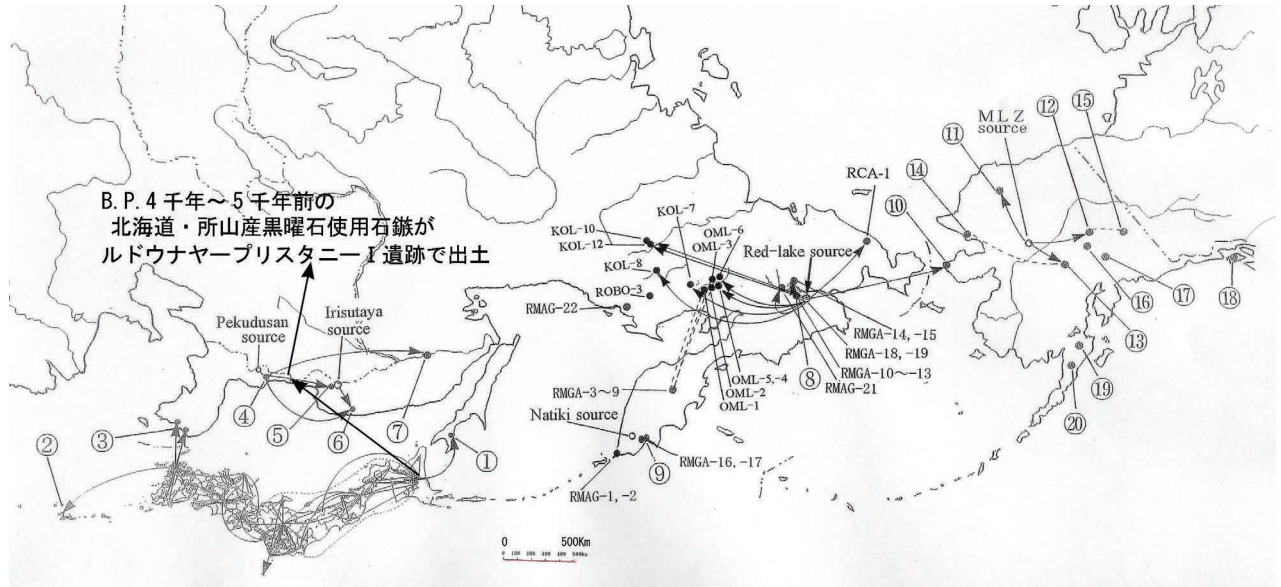 B.P.4千年～5千年前の
北海道・所山産黒曜石使用石鏃が
ルドウナヤープリスタニーⅠ遺跡で出土
Pekudusan
source
Irisutaya
source
①
②
③
④
⑤
⑥
⑦
KOL-7
KOL-10
KOL-12
KOL-8
ROBO-3
RMAG-22
OML-6
OML-3
OML-5,-4
OML-2
OML-1
RMGA-3～9
Natiki source
RMAG-1, -2
⑨
RMGA-16, -17
Red-lake source
RCA-1
RMGA-14, -15
RMGA-18, -19
RMGA-10～-13
RMAG-21
⑧
⑩
⑪
MLZ
source
⑫
⑮
⑭
⑬
⑯
⑰
⑱
⑲
⑳
0 500Km
0 100 200 300 400 500km